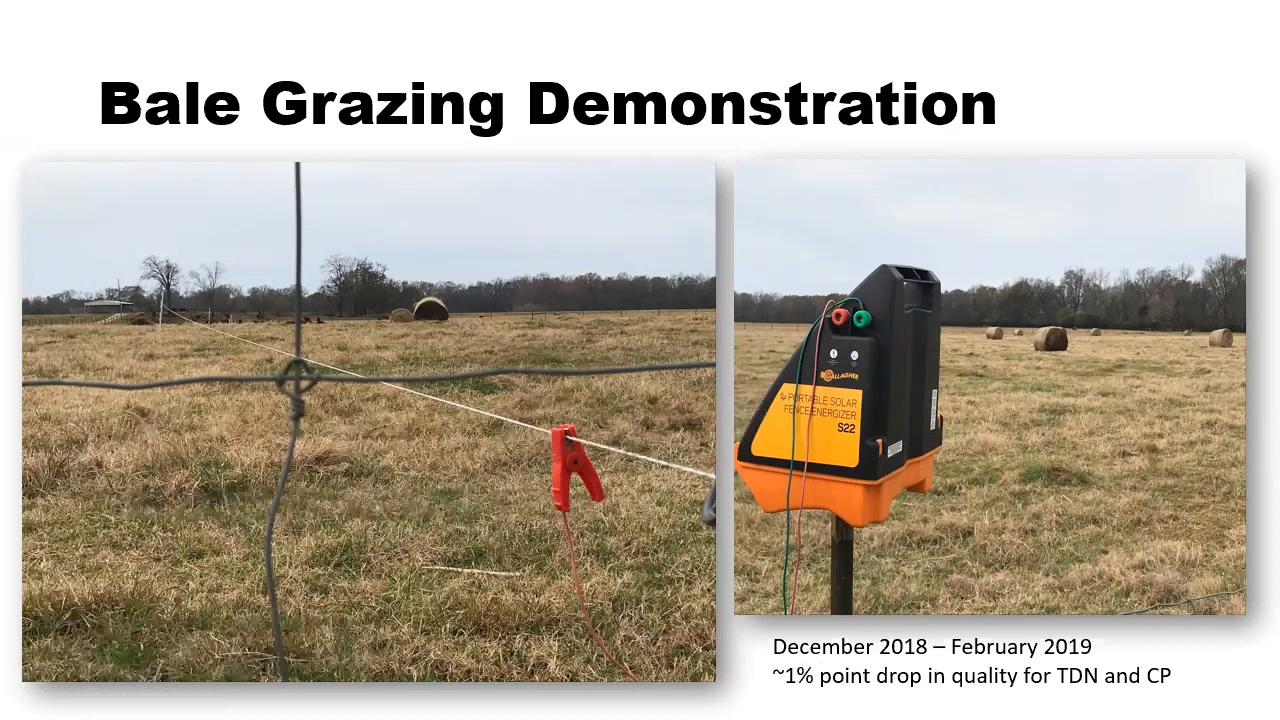 Bale Grazing Demonstration
GALLAGHER
PORTABLE SOLAR
FENCE ENERGIZER
S22
December 2018 – February 2019
~1% point drop in quality for TDN and CP